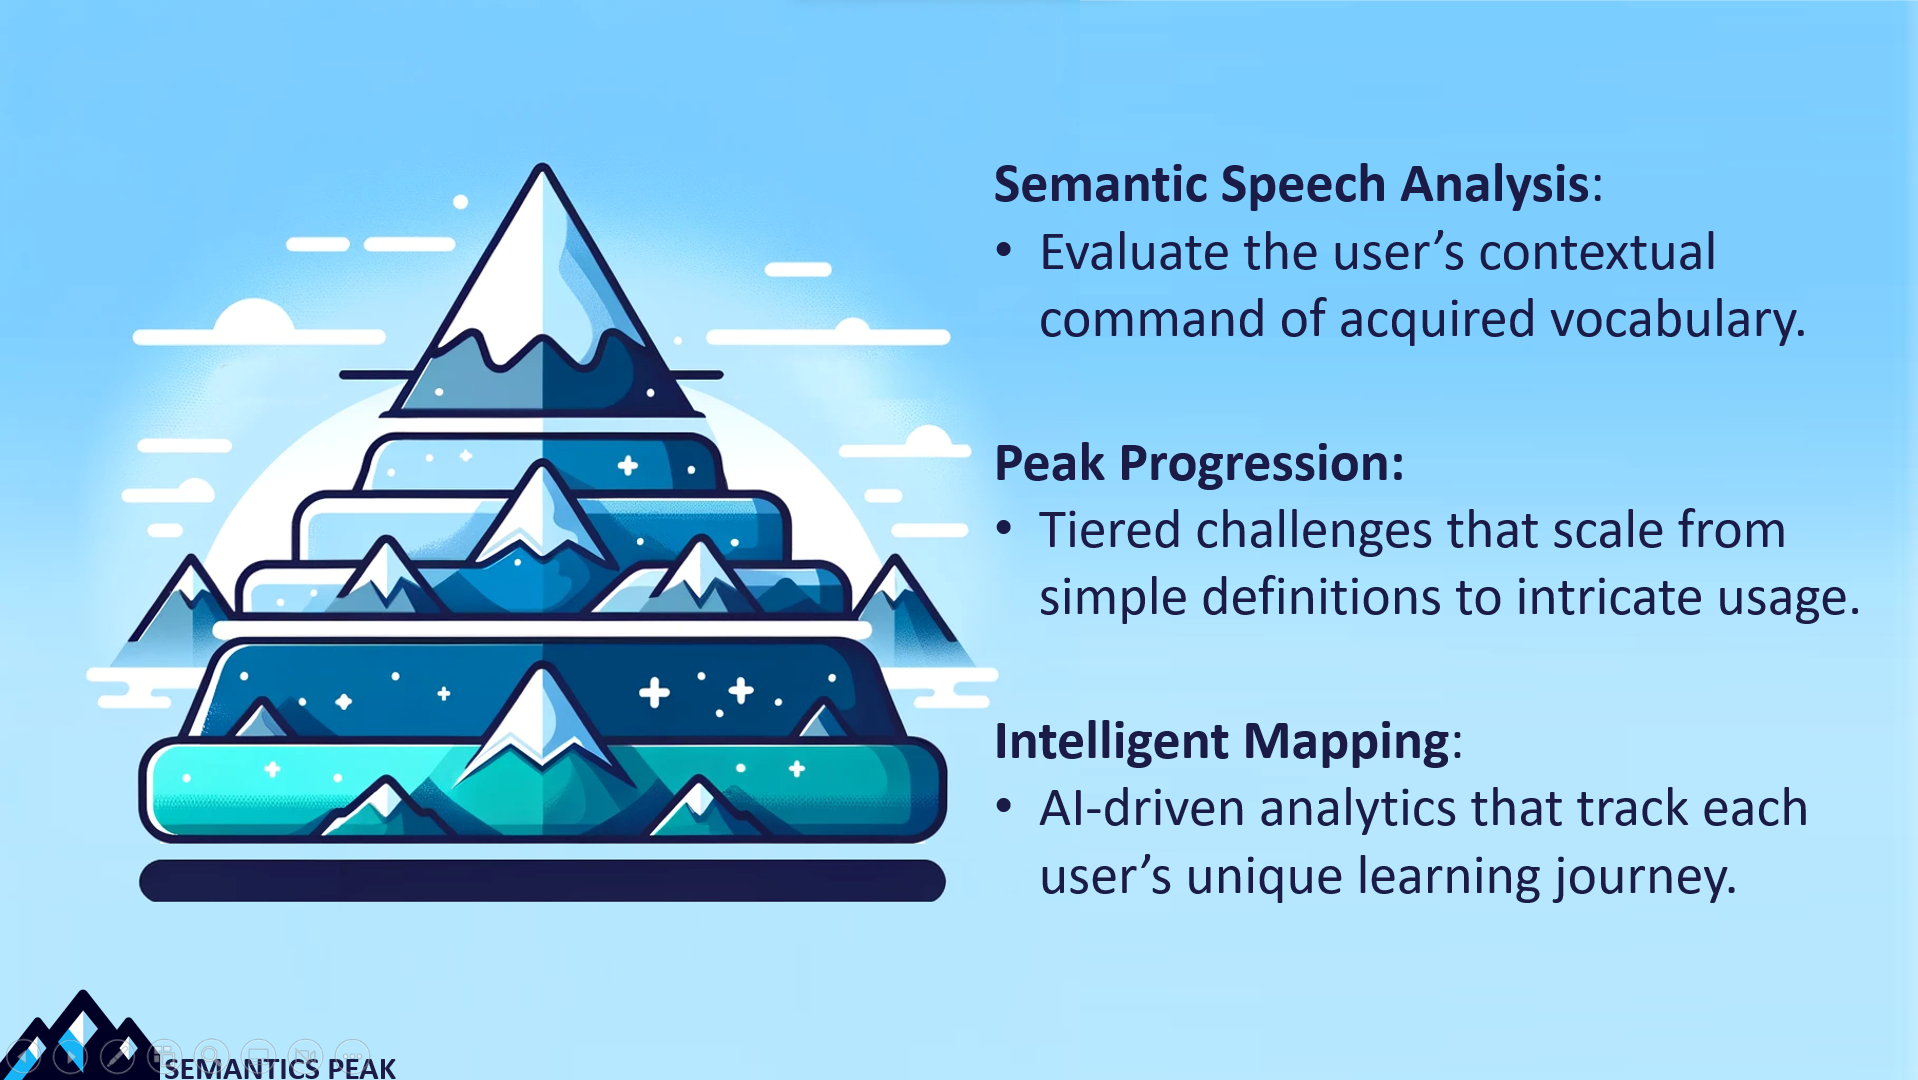 Semantic Speech Analysis:
• Evaluate the user’s contextual
command of acquired vocabulary.
Peak Progression:
• Tiered challenges that scale from
simple definitions to intricate usage.
Intelligent Mapping:
• AI-driven analytics that track each
user’s unique learning journey.
SEMANTICS PEAK